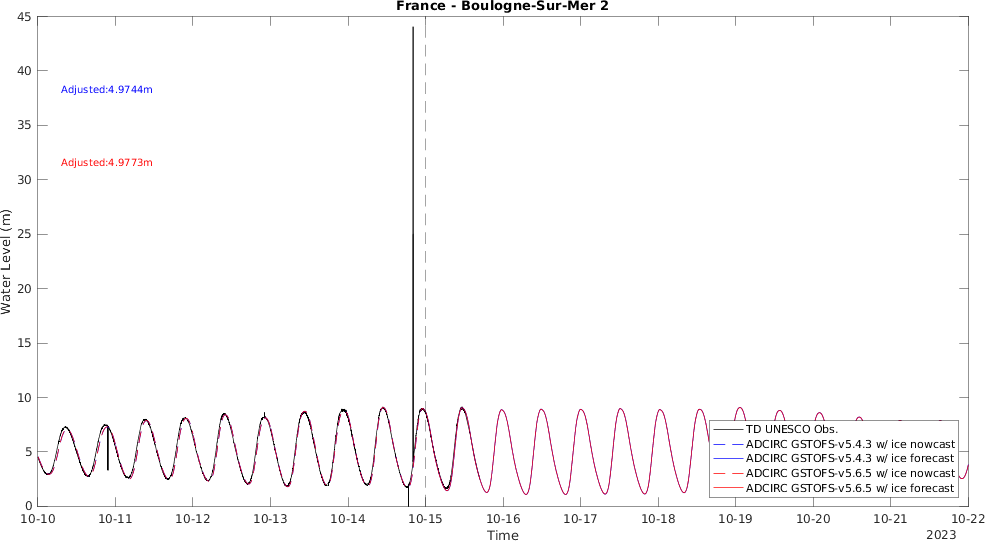 France - Boulogne-Sur-Mer 2
Water Level (m)
45
40
35
30
25
20
15
10
5
0
Adjusted:4.9744m
Adjusted:4.9773m
TD UNESCO Obs.
ADCIRC GSTOFS-v5.4.3 w/ ice nowcast
ADCIRC GSTOFS-v5.4.3 w/ ice forecast
ADCIRC GSTOFS-v5.6.5 w/ ice nowcast
ADCIRC GSTOFS-v5.6.5 w/ ice forecast
10-10 10-11 10-12 10-13 10-14 10-15 10-16 10-17 10-18 10-19 10-20 10-21 10-22
Time
2023